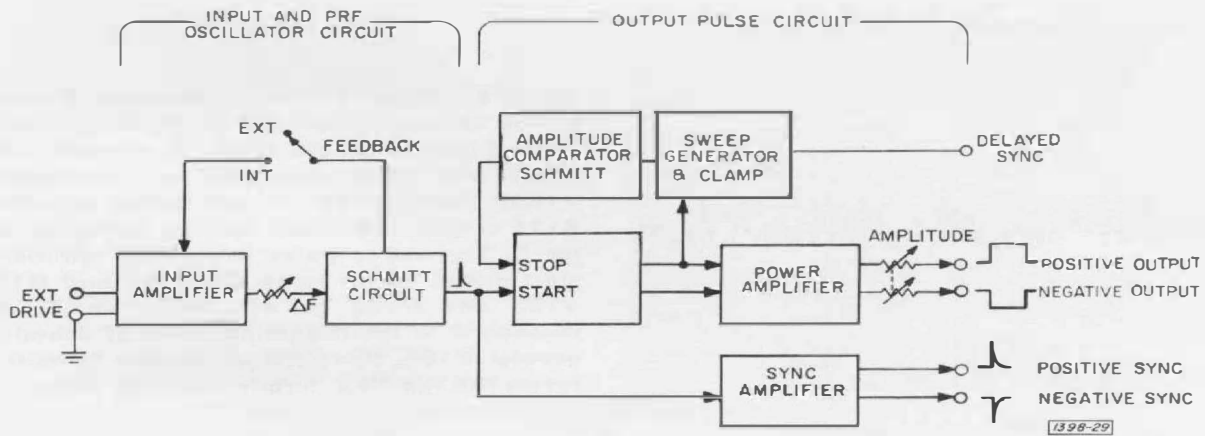 INPUT AND PRF
OSCILLATOR CIRCUIT
OUTPUT PULSE CIRCUIT
EXT
FEEDBACK
INT
AMPLITUDE
COMPARATOR
SCHMITT
SWEEP
GENERATOR
& CLAMP
DELAYED
SYNC
EXT
DRIVE
INPUT
AMPLIFIER
ΔF
SCHMITT
CIRCUIT
STOP
START
POWER
AMPLIFIER
AMPLITUDE
POSITIVE OUTPUT
NEGATIVE OUTPUT
SYNC
AMPLIFIER
POSITIVE SYNC
NEGATIVE SYNC
1398-29